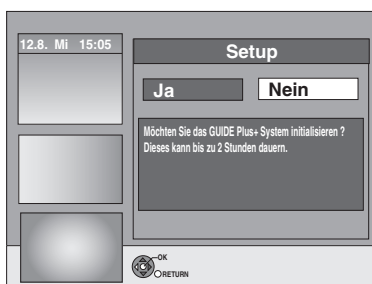 12.8. Mi 15:05
Setup
Ja
Nein
Möchten Sie das GUIDE Plus+ System initialisieren ?
Dieses kann bis zu 2 Stunden dauern.
OK
RETURN